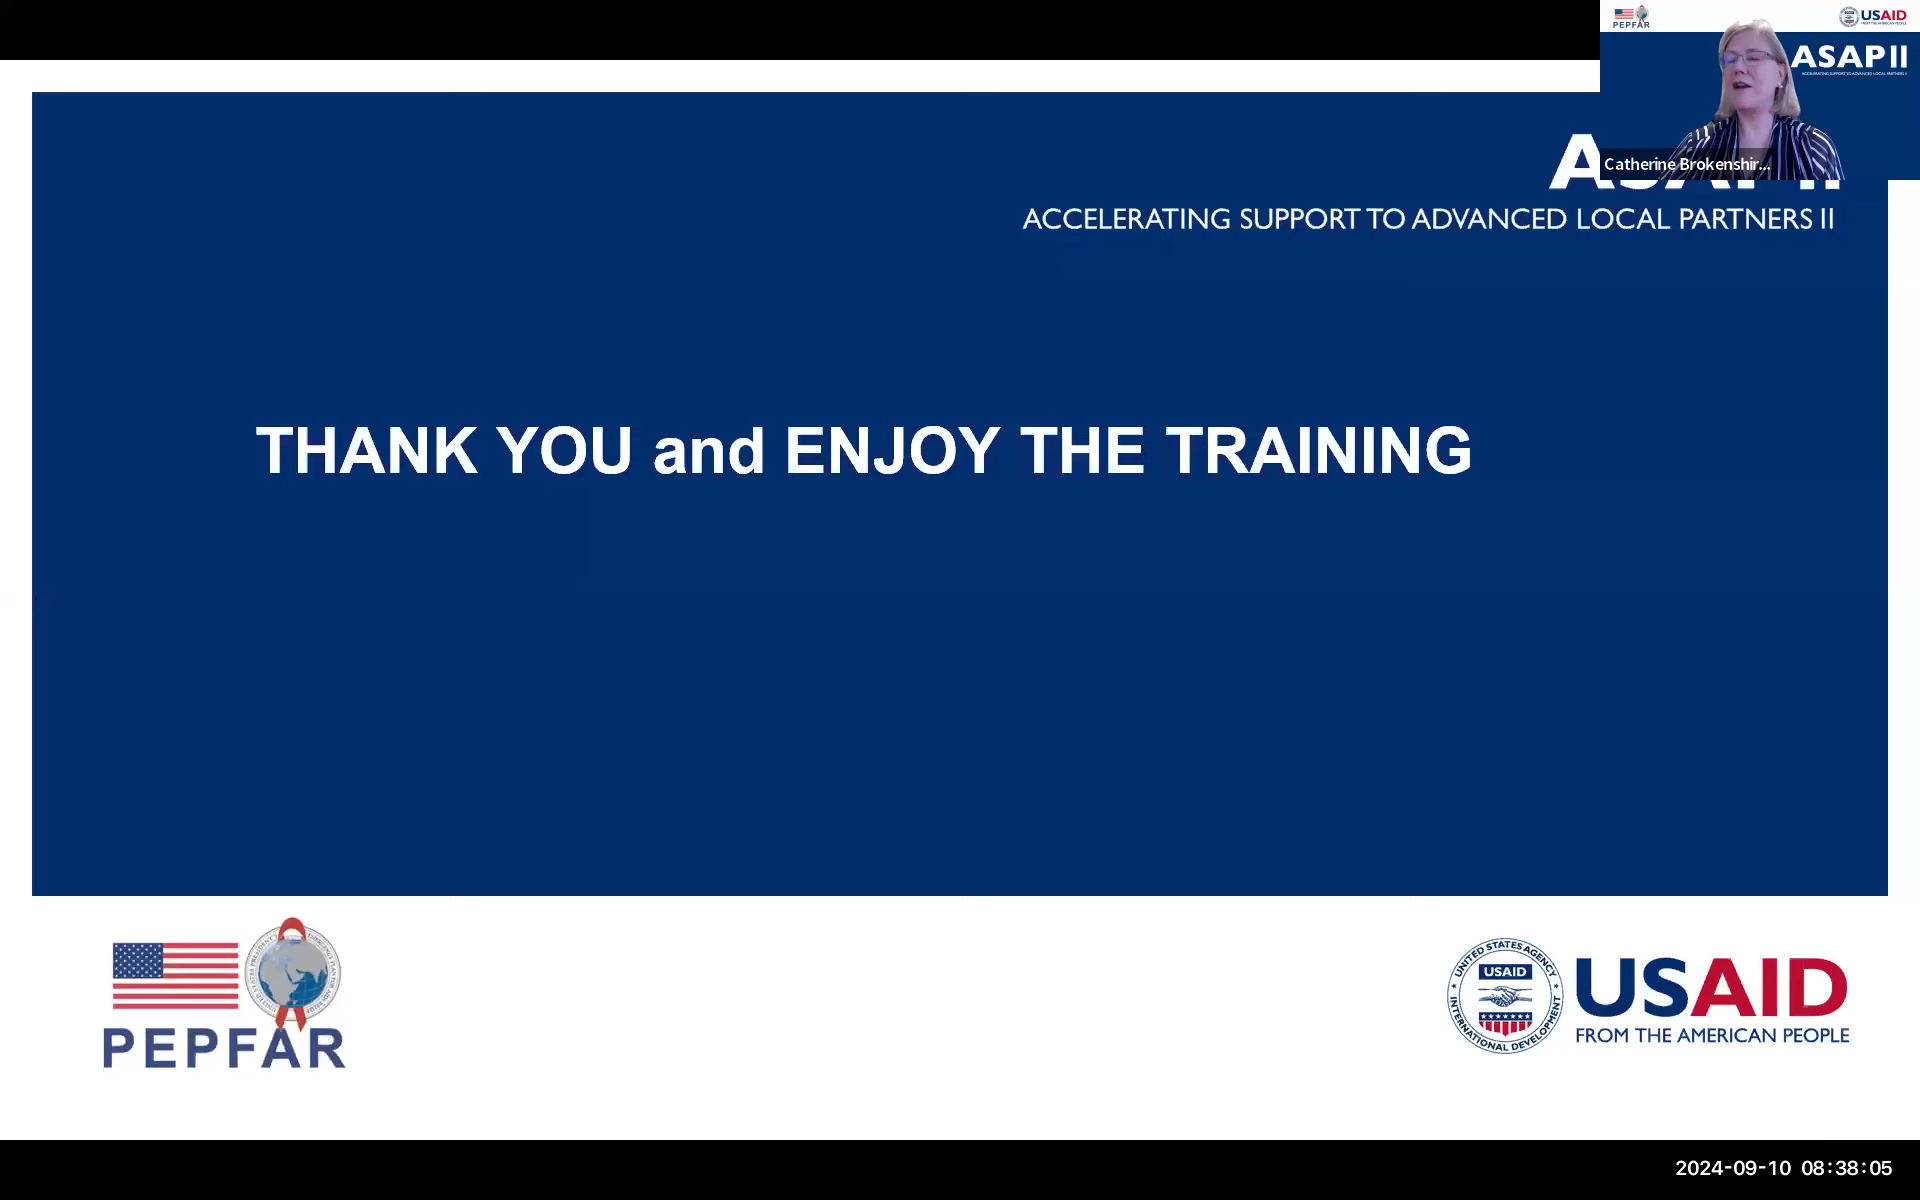 PEPFAR
USAID
ASAP II
ACCELERATING SUPPORT TO ADVANCED LOCAL PARTNERS II
Catherine Brokenshir...
ACCELERATING SUPPORT TO ADVANCED LOCAL PARTNERS II
THANK YOU and ENJOY THE TRAINING
PEPFAR
UNITED STATES AGENCY
USAID
INTERNATIONAL DEVELOPMENT
USAID
FROM THE AMERICAN PEOPLE
2024-09-10 08:38:05